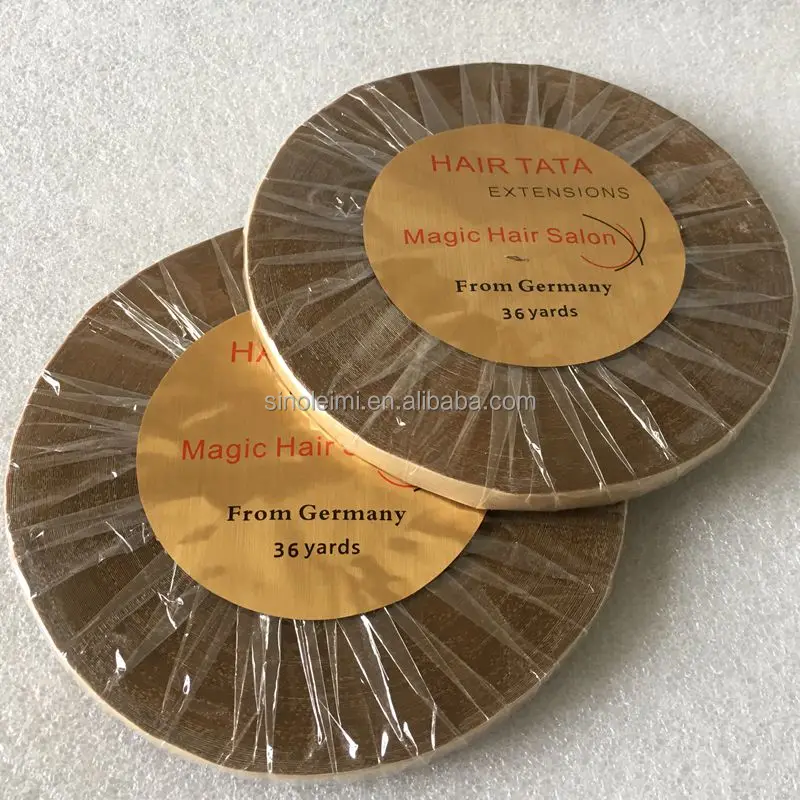 HAIR TATA
EXTENSIONS
Magic Hair Salon
From Germany
36 yards
sinoleimi.en.alibaba.com
HA
Magic Hair S
From Germany
36 yards